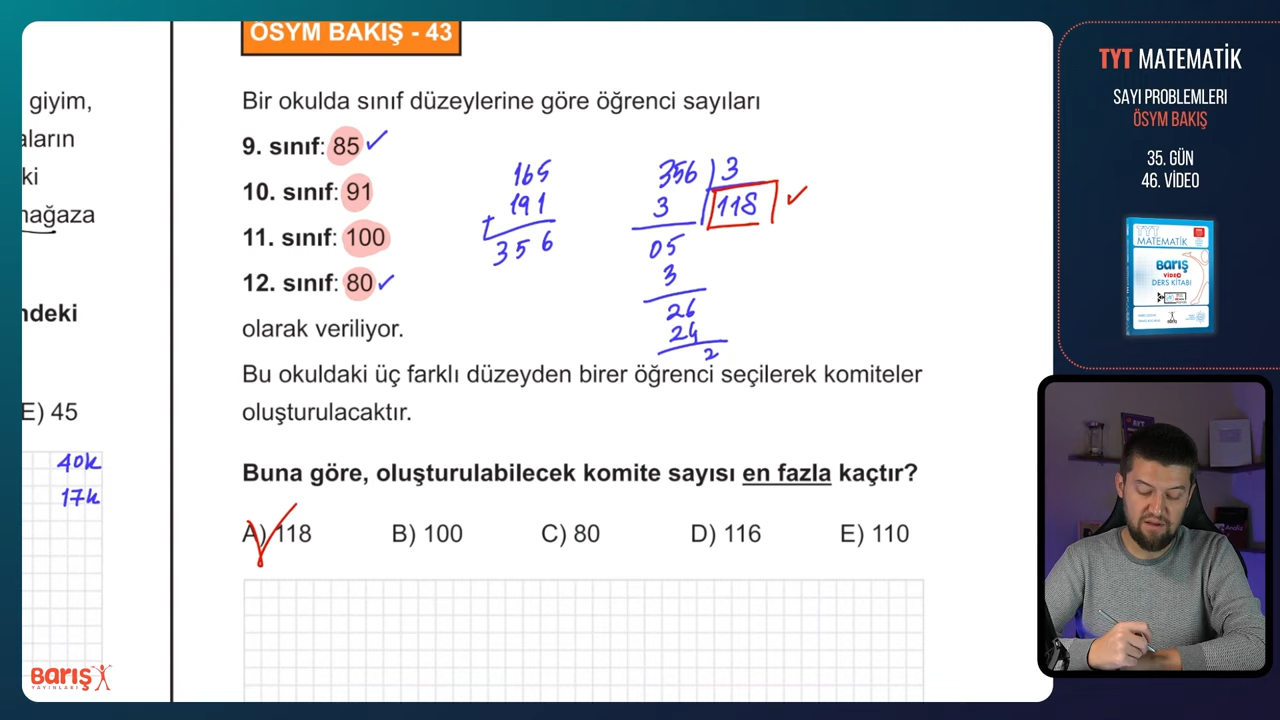 ÖSYM BAKIŞ - 43
giyim,
aların
ki
mağaza
ndeki
E) 45
40k
17k
Bir okulda sınıf düzeylerine göre öğrenci sayıları
9. sınıf: 85
10. sınıf: 91
11. sınıf: 100
12. sınıf: 80
olarak veriliyor.
165
+ 191
356
356 3
3 118
05
3
26
24
2
Bu okuldaki üç farklı düzeyden birer öğrenci seçilerek komiteler
oluşturulacaktır.
Buna göre, oluşturulabilecek komite sayısı en fazla kaçtır?
A) 118 B) 100 C) 80 D) 116 E) 110
BARIŞ
YAYINLARI
TYT MATEMATİK
SAYI PROBLEMLERI
ÖSYM BAKIŞ
35. GÜN
46. VİDEO
TYT
MATEMATİK
BARIŞ
VİDEO
DERS KİTABI